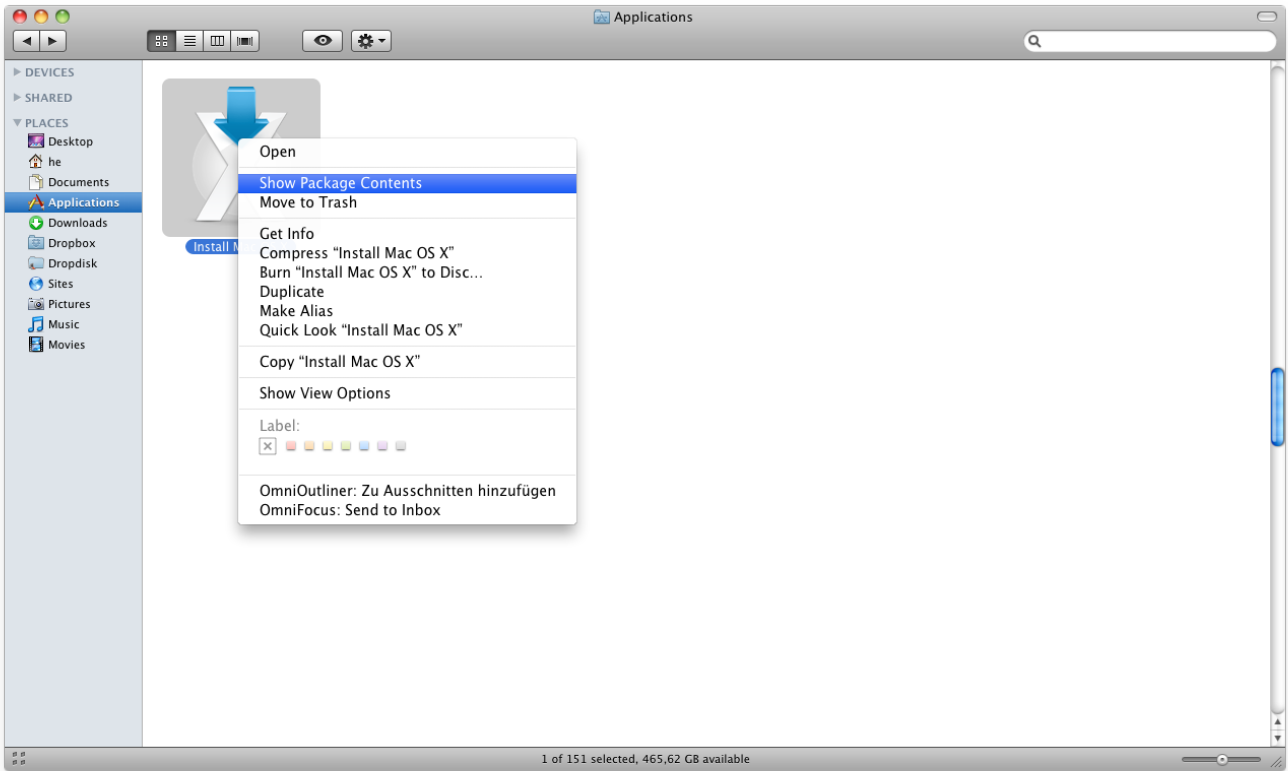 Applications
DEVICES
SHARED
PLACES
Desktop
he
Documents
Applications
Downloads
Dropbox
Dropdisk
Sites
Pictures
Music
Movies
Install M
Open
Show Package Contents
Move to Trash
Get Info
Compress “Install Mac OS X”
Burn “Install Mac OS X” to Disc...
Duplicate
Make Alias
Quick Look “Install Mac OS X”
Copy “Install Mac OS X”
Show View Options
Label:
OmniOutliner: Zu Ausschnitten hinzufügen
OmniFocus: Send to Inbox
1 of 151 selected, 465,62 GB available